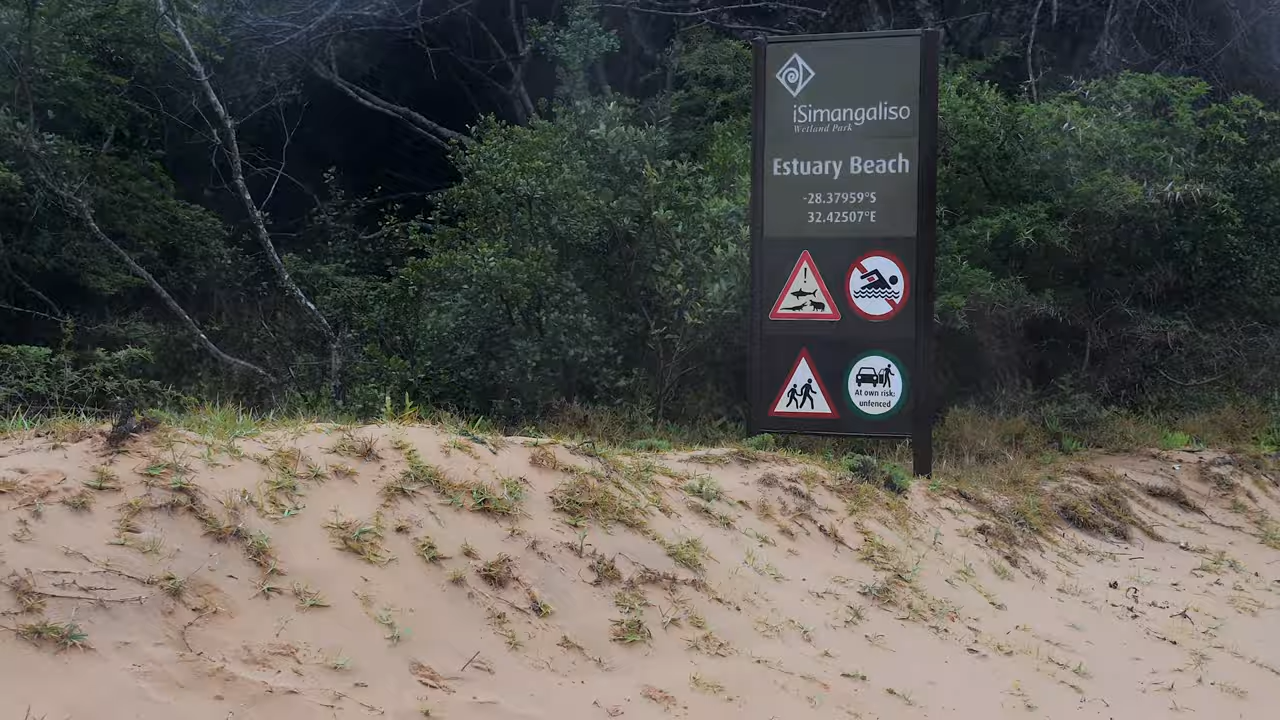 iSimangaliso
Wetland Park
Estuary Beach
-28.37959°S
32.42507°E
At own risk:
unfenced